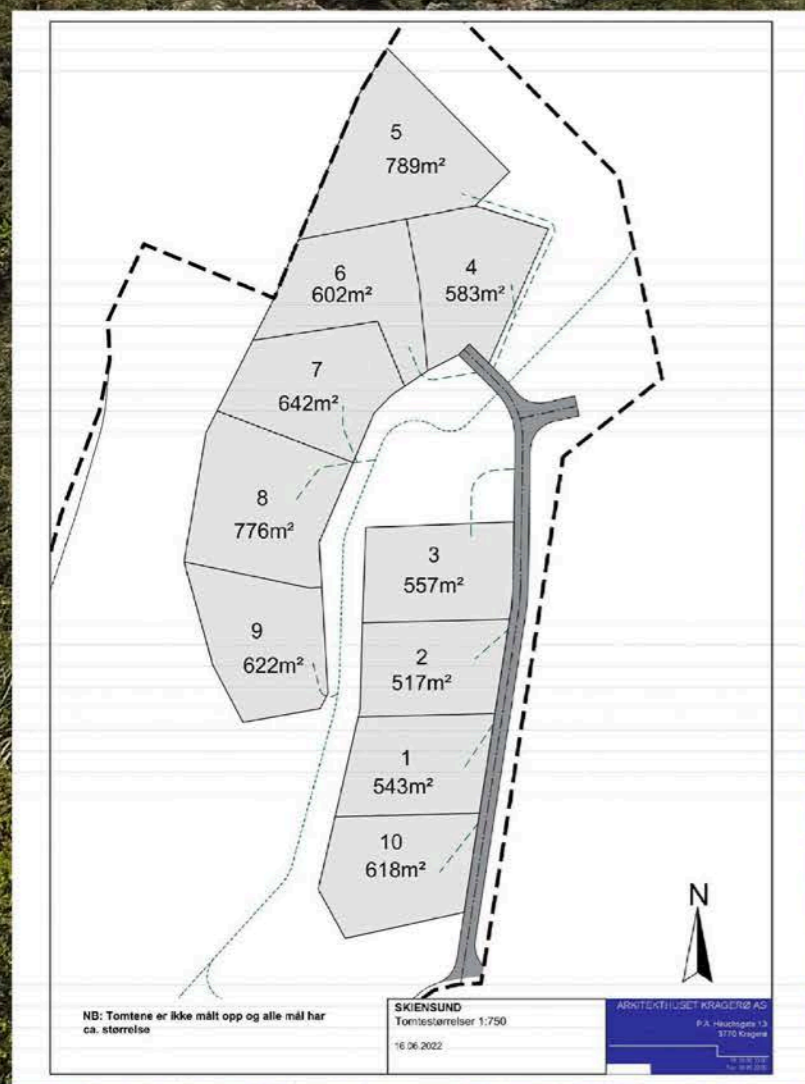 5
789m²
6
602m²
4
583m²
7
642m²
8
776m²
3
557m²
9
622m²
2
517m²
1
543m²
10
618m²
N
NB: Tomtene er ikke målt opp og alle mål har
ca. størrelse
SKIENSUND
Tomtestørrelser 1:750
16.06.2022
ARKITEKTHUSET KRAGERØ AS
P.A. Heuchsgate 13
3770 Kragerø